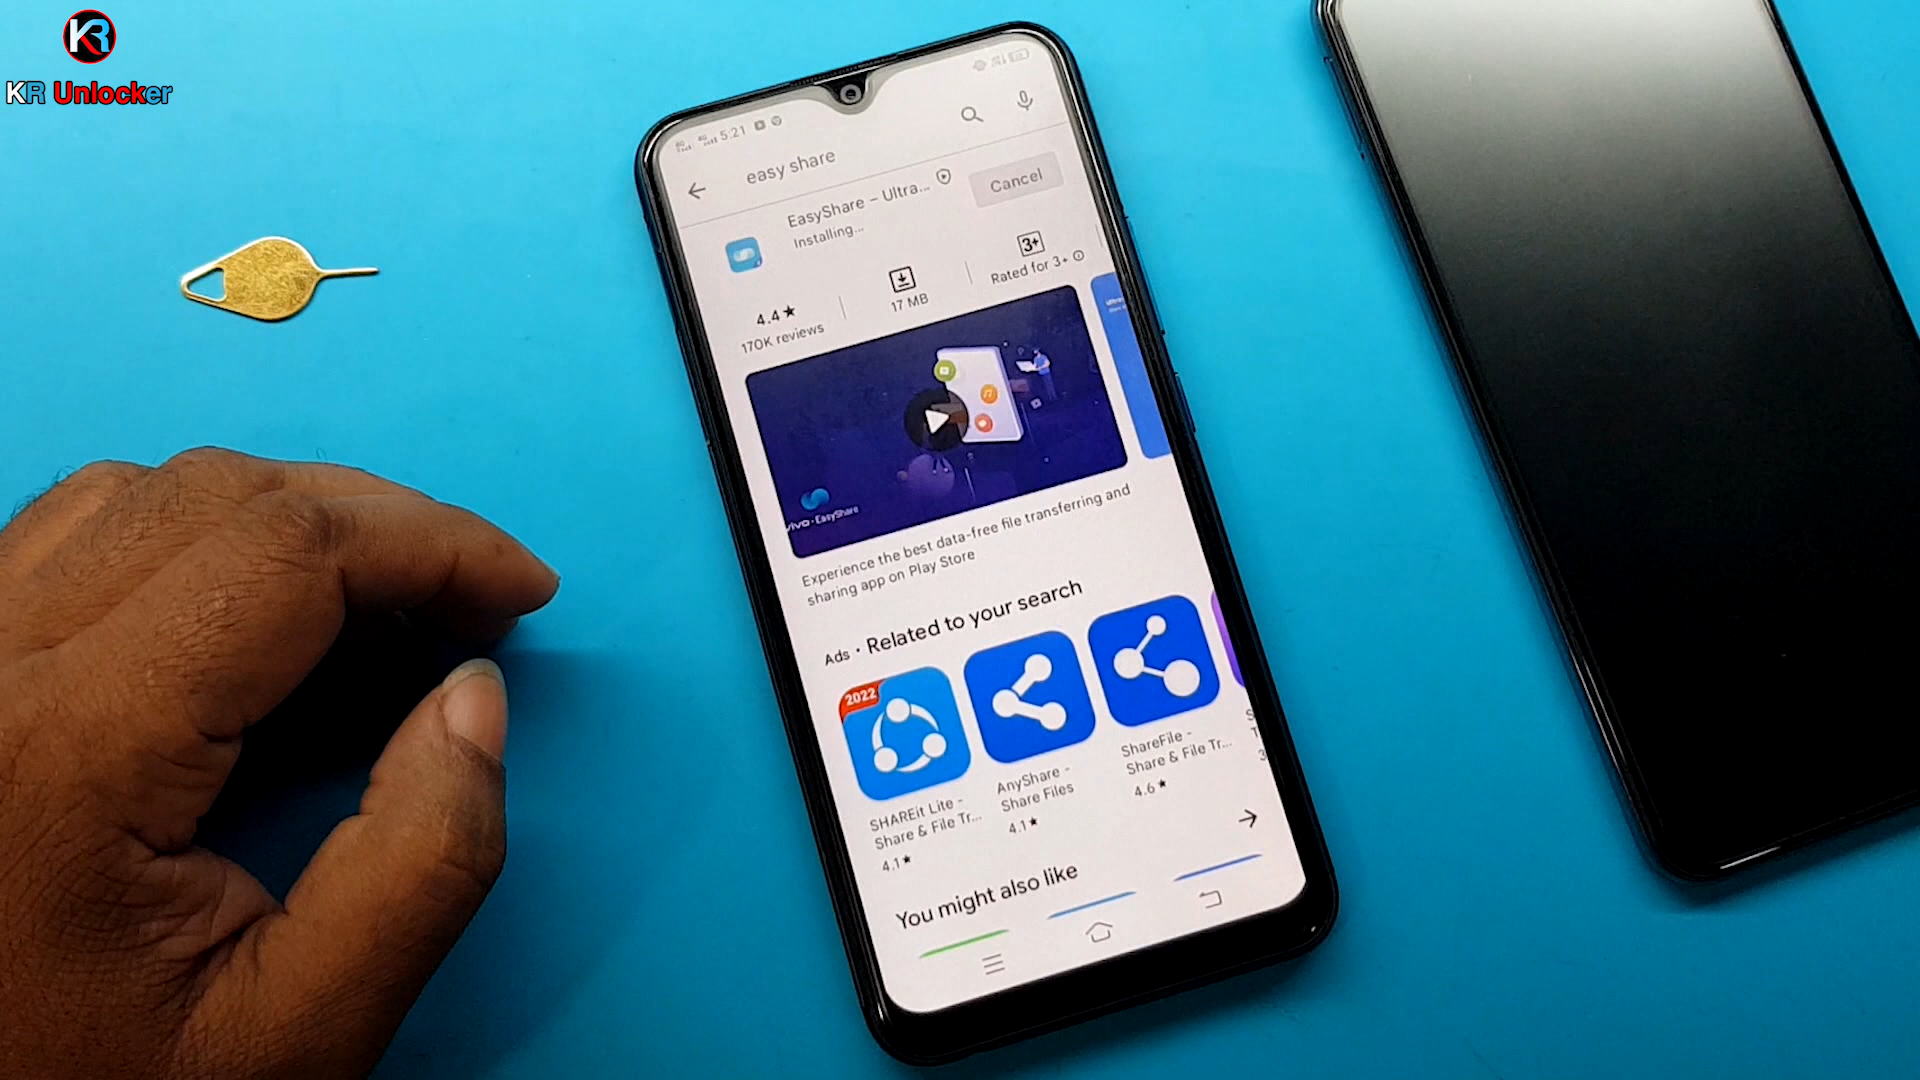 KR
KR Unlocker
5:21
easy share
EasyShare – Ultra...
Installing...
Cancel
4.4★
170K reviews
17 MB
3+
Rated for 3+
vivo · EasyShare
Experience the best data-free file transferring and
sharing app on Play Store
Ads · Related to your search
2022
SHAREit Lite -
Share & File Tr...
4.1★
AnyShare -
Share Files
4.1★
ShareFile -
Share & File Tr...
4.6★
S
T
3
You might also like